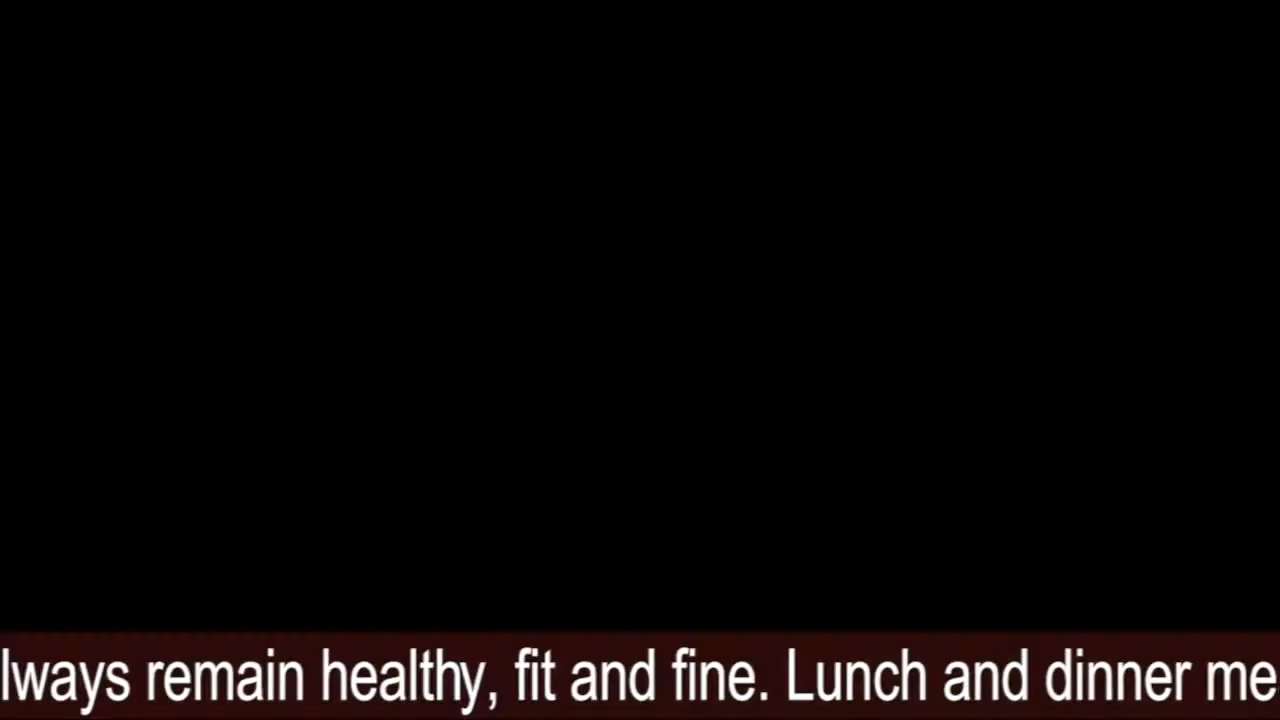 lways remain healthy, fit and fine. Lunch and dinner me